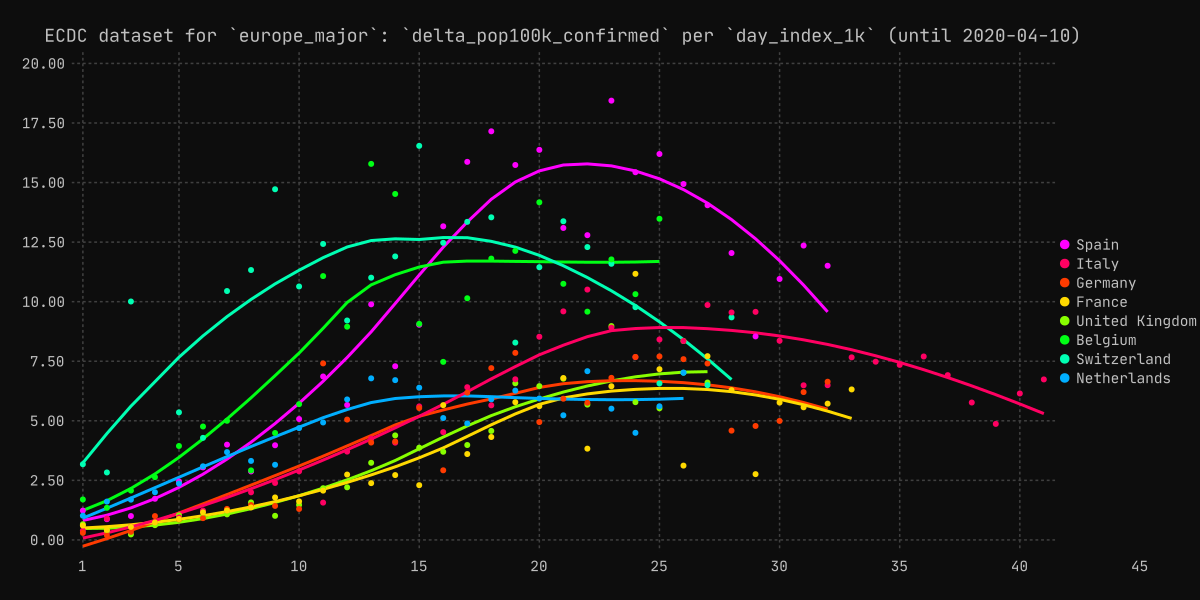 ECDC dataset for `europe_major`: `delta_pop100k_confirmed` per `day_index_1k` (until 2020-04-10)
20.00
17.50
15.00
12.50
10.00
7.50
5.00
2.50
0.00
Spain
Italy
Germany
France
United Kingdom
Belgium
Switzerland
Netherlands
1 5 10 15 20 25 30 35 40 45